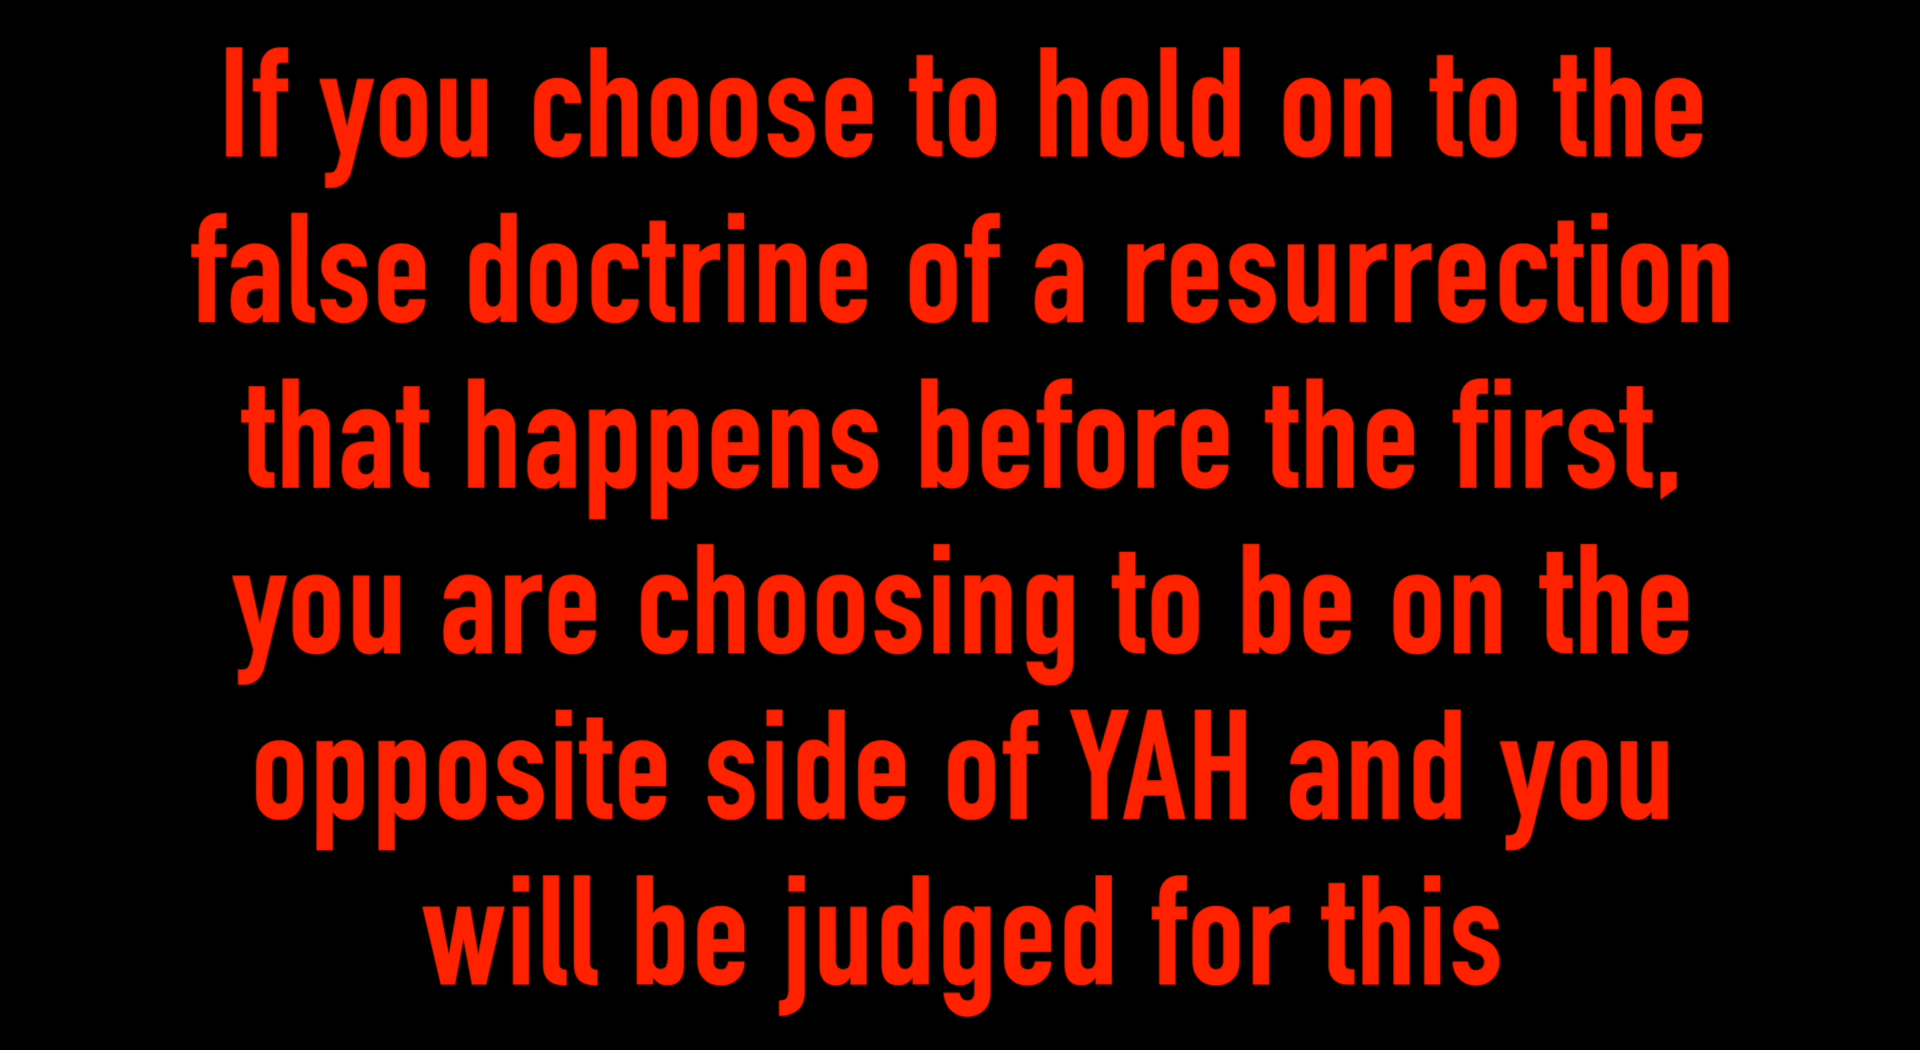 If you choose to hold on to the
false doctrine of a resurrection
that happens before the first,
you are choosing to be on the
opposite side of YAH and you
will be judged for this